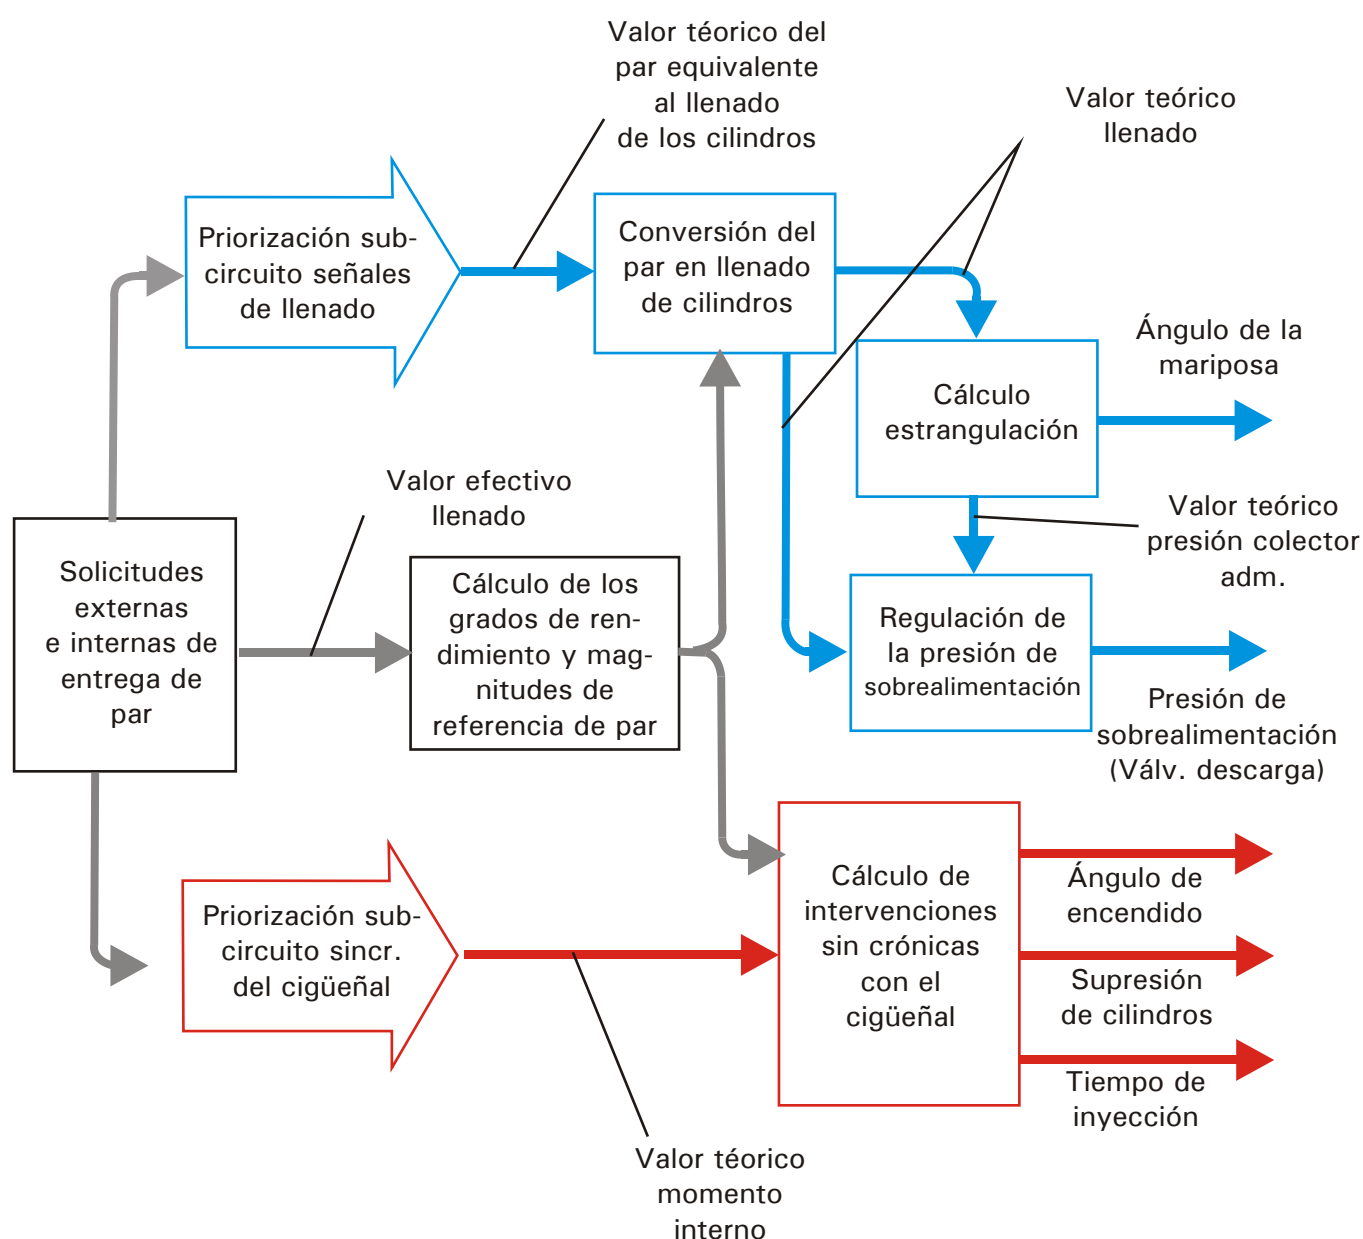 Valor téorico del
par equivalente
al llenado
de los cilindros
Valor teórico
llenado
Priorización sub-
circuito señales
de llenado
Conversión del
par en llenado
de cilindros
Ángulo de la
mariposa
Cálculo
estrangulación
Valor efectivo
llenado
Valor teórico
presión colector
adm.
Solicitudes
externas
e internas de
entrega de
par
Cálculo de los
grados de ren-
dimiento y mag-
nitudes de
referencia de par
Regulación de
la presión de
sobrealimentación
Presión de
sobrealimentación
(Válv. descarga)
Priorización sub-
circuito sincr.
del cigüeñal
Cálculo de
intervenciones
sin crónicas
con el
cigüeñal
Ángulo de
encendido
Supresión
de cilindros
Tiempo de
inyección
Valor téorico
momento
interno